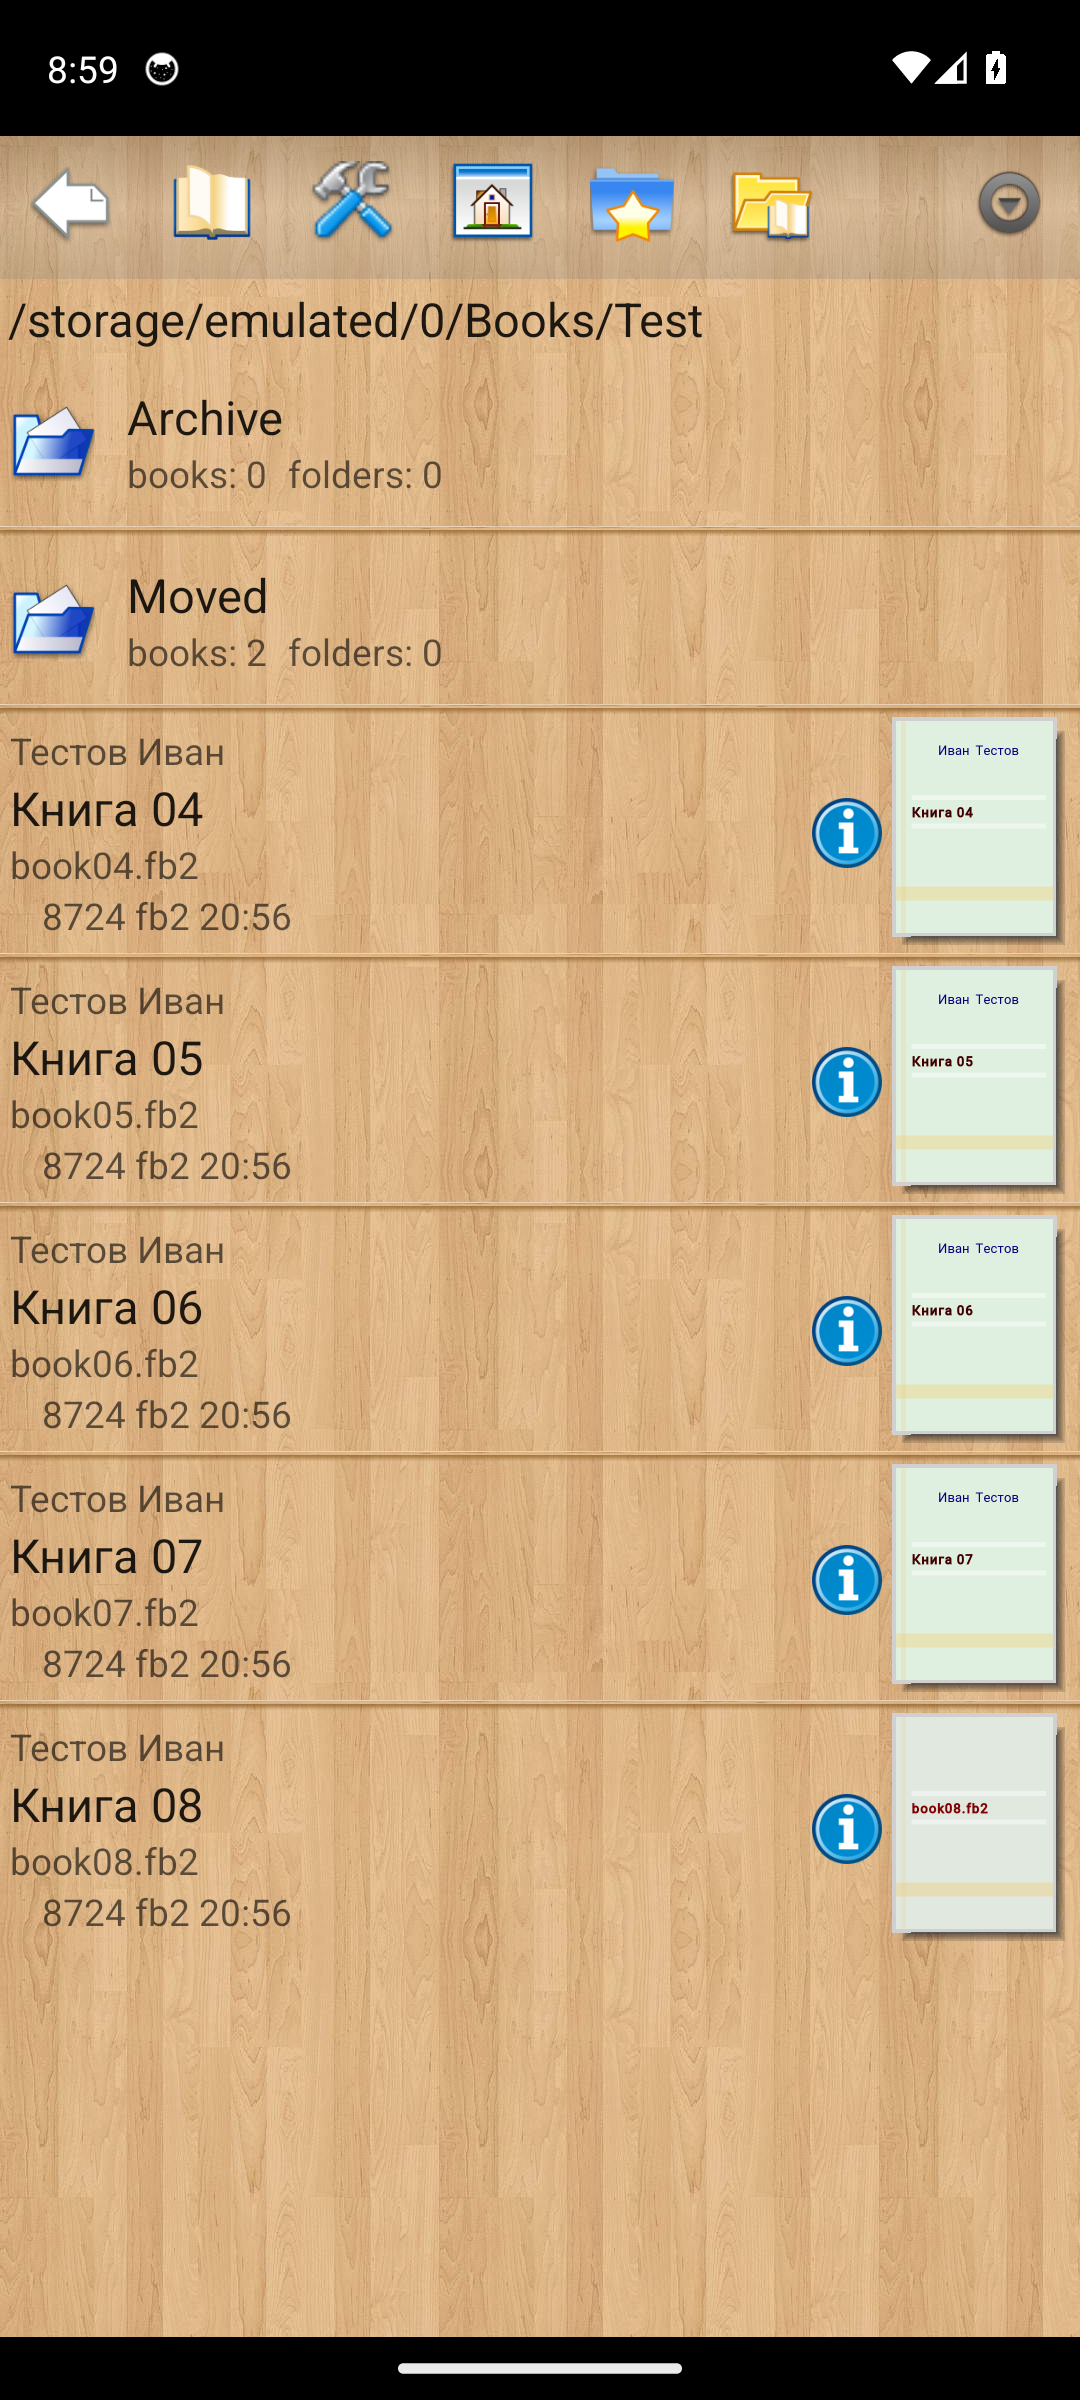 8:59
/storage/emulated/0/Books/Test
Archive
books: 0 folders: 0
Moved
books: 2 folders: 0
Тестов Иван
Книга 04
book04.fb2
8724 fb2 20:56
Иван Тестов
Книга 04
Тестов Иван
Книга 05
book05.fb2
8724 fb2 20:56
Иван Тестов
Книга 05
Тестов Иван
Книга 06
book06.fb2
8724 fb2 20:56
Иван Тестов
Книга 06
Тестов Иван
Книга 07
book07.fb2
8724 fb2 20:56
Иван Тестов
Книга 07
Тестов Иван
Книга 08
book08.fb2
8724 fb2 20:56
book08.fb2